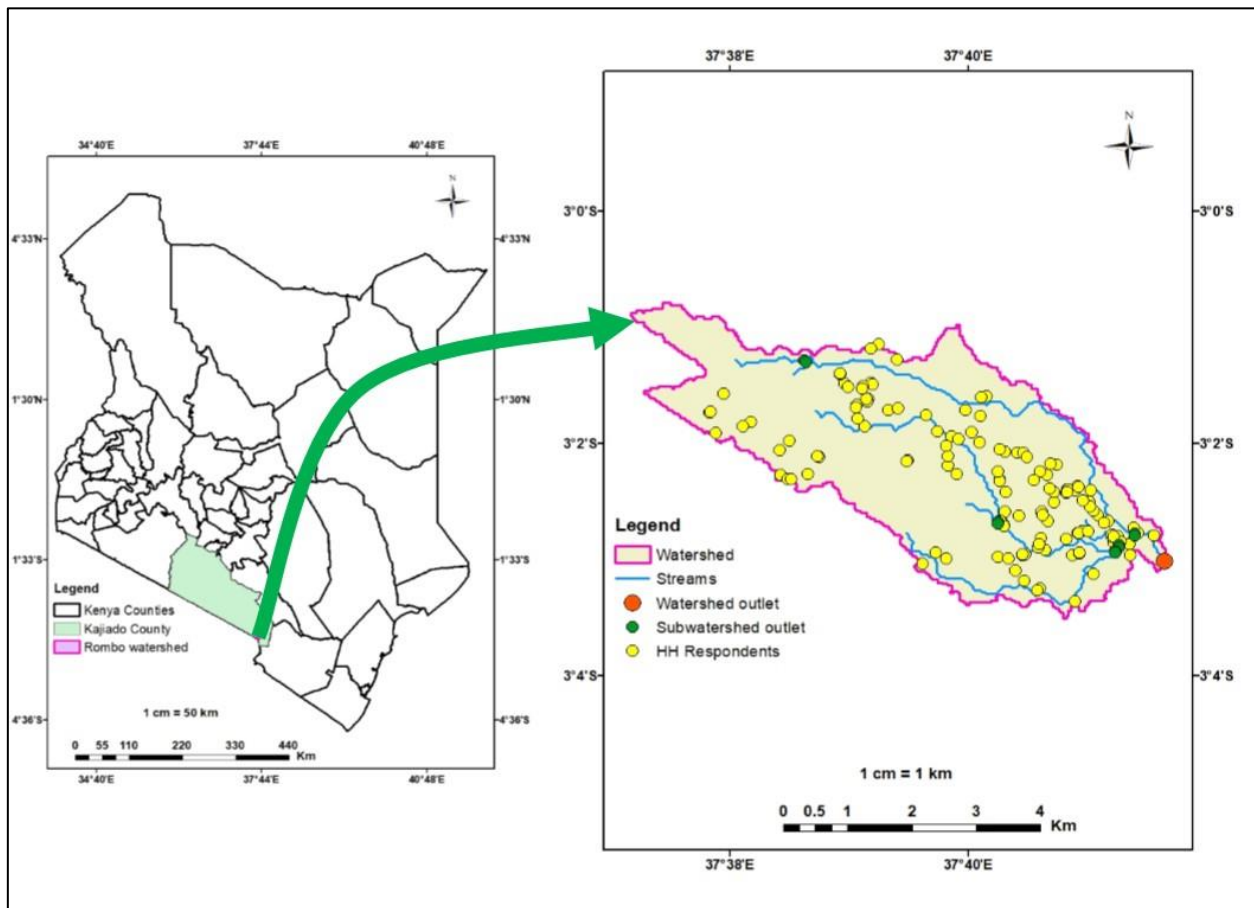 34°40'E 37°44'E 40°48'E
N
4°33'N 4°33'N
1°30'N 1°30'N
1°33'S 1°33'S
4°36'S 4°36'S
Legend
Kenya Counties
Kajiado County
Rombo watershed
1 cm = 50 km
0 55 110 220 330 440
Km
34°40'E 37°44'E 40°48'E
37°38'E 37°40'E
N
3°0'S 3°0'S
3°2'S 3°2'S
3°4'S 3°4'S
Legend
Watershed
Streams
Watershed outlet
Subwatershed outlet
HH Respondents
1 cm = 1 km
0 0.5 1 2 3 4
Km
37°38'E 37°40'E